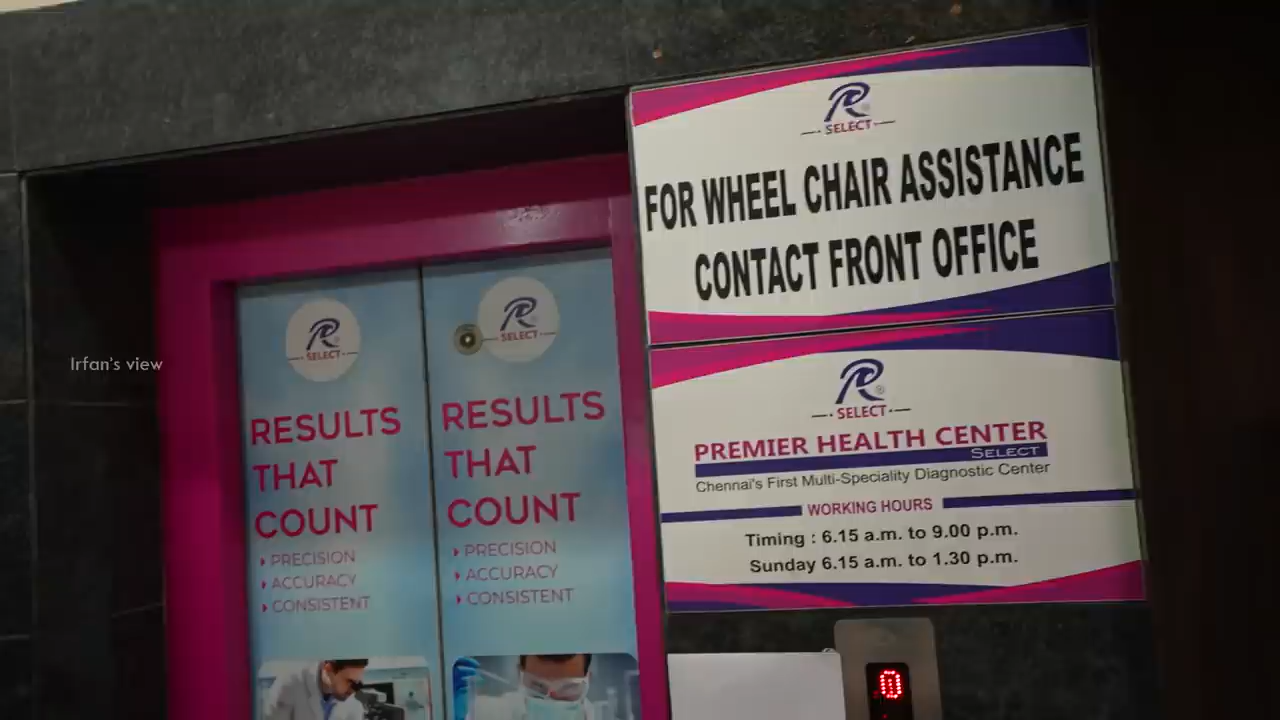 R
SELECT
FOR WHEEL CHAIR ASSISTANCE
CONTACT FRONT OFFICE
R
SELECT
RESULTS
THAT
COUNT
PRECISION
ACCURACY
CONSISTENT
R
SELECT
RESULTS
THAT
COUNT
PRECISION
ACCURACY
CONSISTENT
R®
SELECT
PREMIER HEALTH CENTER
SELECT
Chennai's First Multi-Speciality Diagnostic Center
WORKING HOURS
Timing : 6.15 a.m. to 9.00 p.m.
Sunday 6.15 a.m. to 1.30 p.m.
0
Irfan's view